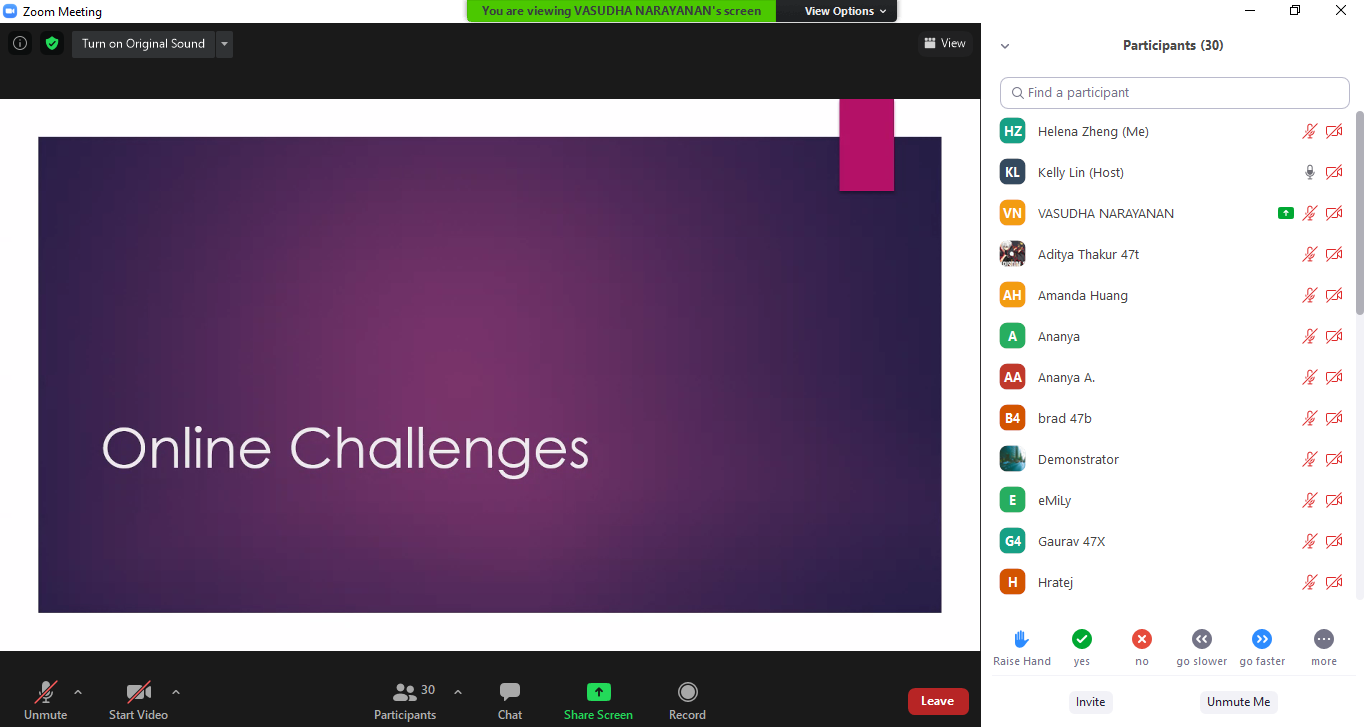 Zoom Meeting
You are viewing VASUDHA NARAYANAN's screen
View Options
Turn on Original Sound
View
Online Challenges
Participants (30)
Find a participant
HZ Helena Zheng (Me)
KL Kelly Lin (Host)
VN VASUDHA NARAYANAN
Aditya Thakur 47t
AH Amanda Huang
A Ananya
AA Ananya A.
B4 brad 47b
Demonstrator
E eMiLy
G4 Gaurav 47X
H Hratej
Raise Hand yes no go slower go faster more
Invite Unmute Me
Unmute Start Video Participants 30 Chat Share Screen Record Leave